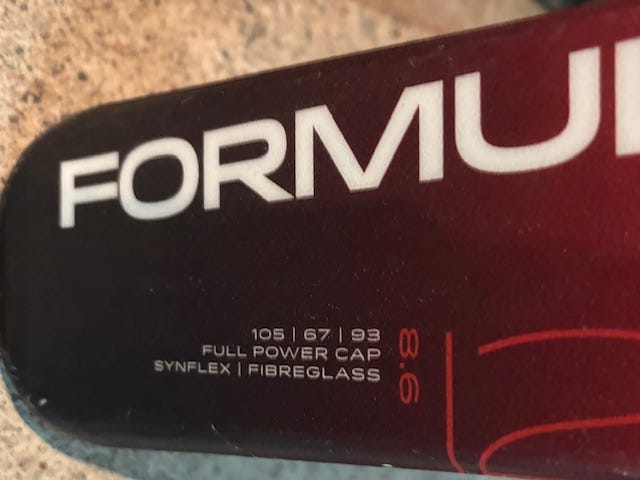 FORMU
105 | 67 | 93
FULL POWER CAP
SYNFLEX | FIBREGLASS
8.6